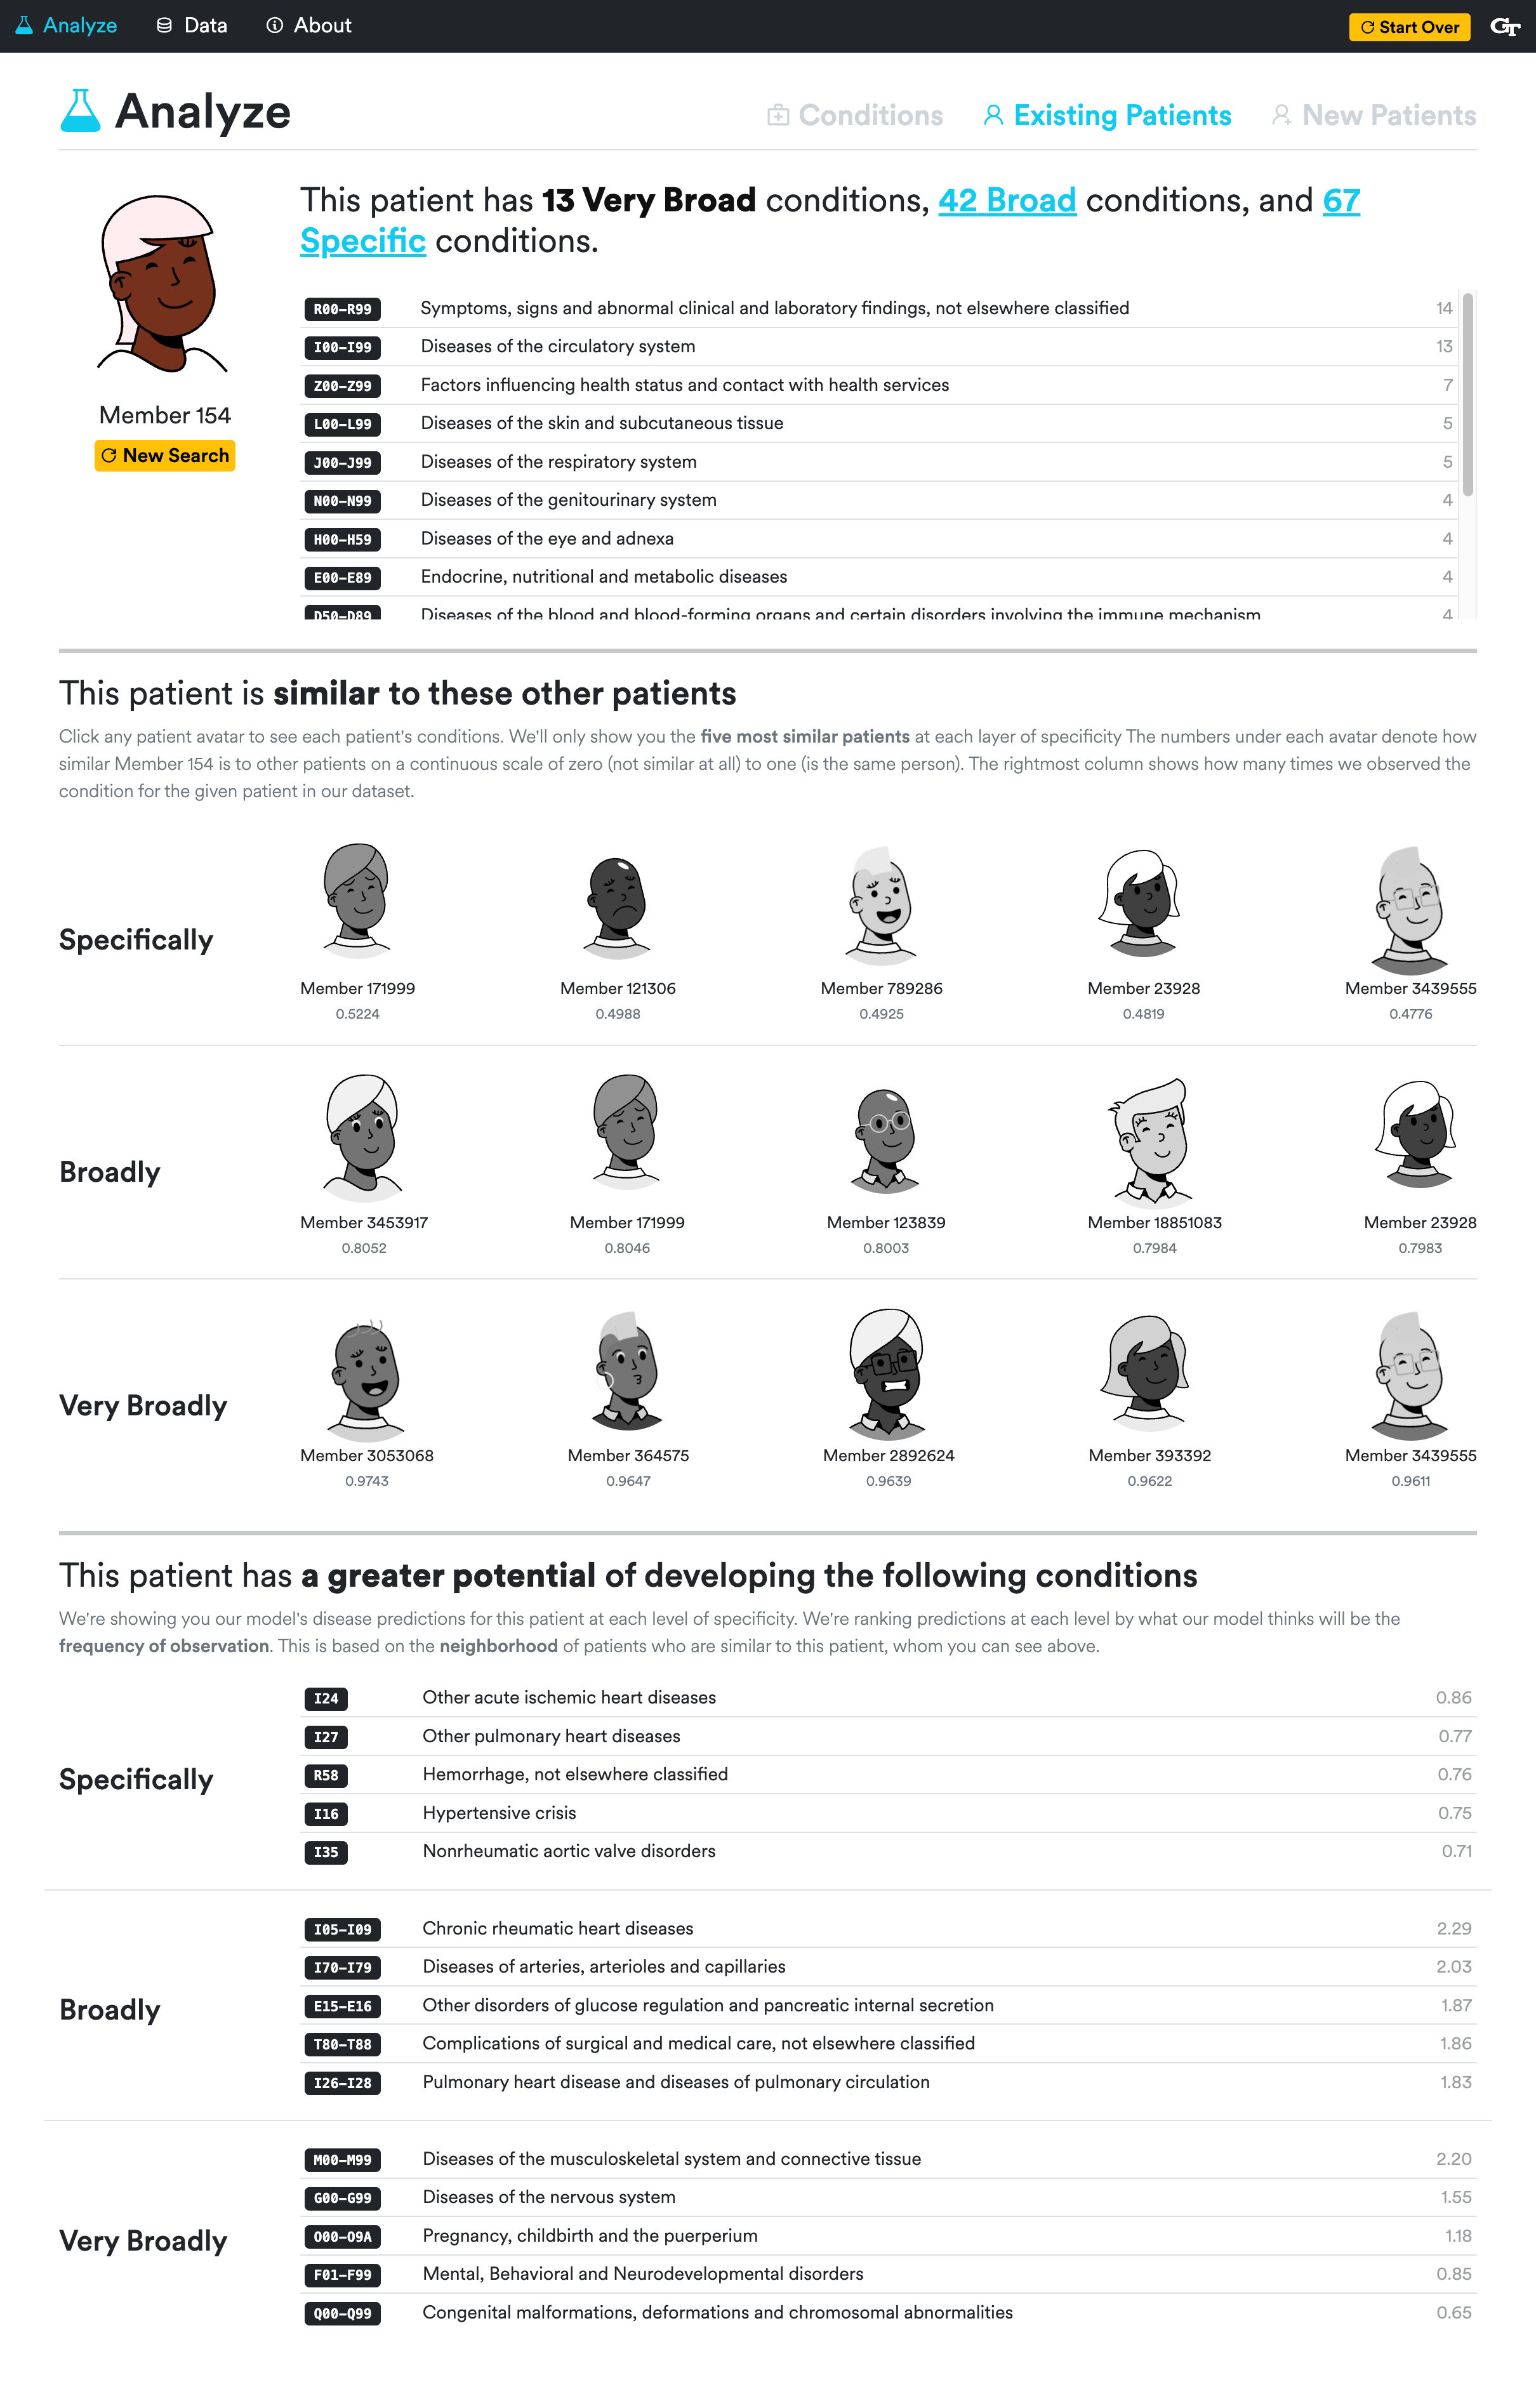 Analyze Data About Start Over GT
Analyze Conditions Existing Patients New Patients
This patient has 13 Very Broad conditions, 42 Broad conditions, and 67
Specific conditions.
Member 154
New Search
R00-R99 Symptoms, signs and abnormal clinical and laboratory findings, not elsewhere classified 14
I00-I99 Diseases of the circulatory system 13
Z00-Z99 Factors influencing health status and contact with health services 7
L00-L99 Diseases of the skin and subcutaneous tissue 5
J00-J99 Diseases of the respiratory system 5
N00-N99 Diseases of the genitourinary system 4
H00-H59 Diseases of the eye and adnexa 4
E00-E89 Endocrine, nutritional and metabolic diseases 4
D50-D89 Diseases of the blood and blood-forming organs and certain disorders involving the immune mechanism 4
This patient is similar to these other patients
Click any patient avatar to see each patient's conditions. We'll only show you the five most similar patients at each layer of specificity The numbers under each avatar denote how
similar Member 154 is to other patients on a continuous scale of zero (not similar at all) to one (is the same person). The rightmost column shows how many times we observed the
condition for the given patient in our dataset.
Specifically
Member 171999 Member 121306 Member 789286 Member 23928 Member 3439555
0.5224 0.4988 0.4925 0.4819 0.4776
Broadly
Member 3453917 Member 171999 Member 123839 Member 18851083 Member 23928
0.8052 0.8046 0.8003 0.7984 0.7983
Very Broadly
Member 3053068 Member 364575 Member 2892624 Member 393392 Member 3439555
0.9743 0.9647 0.9639 0.9622 0.9611
This patient has a greater potential of developing the following conditions
We're showing you our model's disease predictions for this patient at each level of specificity. We're ranking predictions at each level by what our model thinks will be the
frequency of observation. This is based on the neighborhood of patients who are similar to this patient, whom you can see above.
Specifically
I24 Other acute ischemic heart diseases 0.86
I27 Other pulmonary heart diseases 0.77
R58 Hemorrhage, not elsewhere classified 0.76
I16 Hypertensive crisis 0.75
I35 Nonrheumatic aortic valve disorders 0.71
Broadly
I05-I09 Chronic rheumatic heart diseases 2.29
I70-I79 Diseases of arteries, arterioles and capillaries 2.03
E15-E16 Other disorders of glucose regulation and pancreatic internal secretion 1.87
T80-T88 Complications of surgical and medical care, not elsewhere classified 1.86
I26-I28 Pulmonary heart disease and diseases of pulmonary circulation 1.83
Very Broadly
M00-M99 Diseases of the musculoskeletal system and connective tissue 2.20
G00-G99 Diseases of the nervous system 1.55
O00-O9A Pregnancy, childbirth and the puerperium 1.18
F01-F99 Mental, Behavioral and Neurodevelopmental disorders 0.85
Q00-Q99 Congenital malformations, deformations and chromosomal abnormalities 0.65